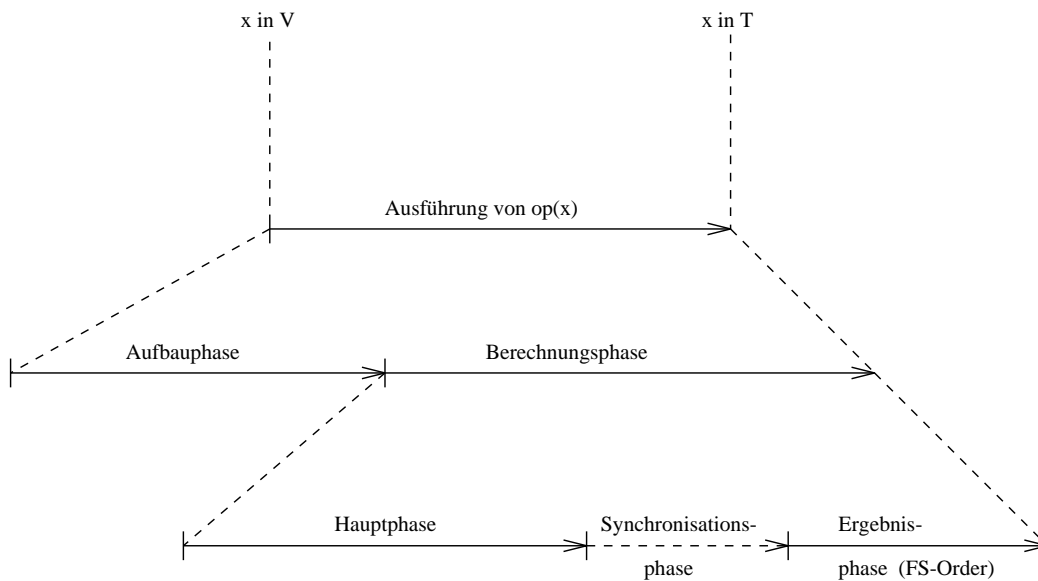 x in V
x in T
Ausführung von op(x)
Aufbauphase
Berechnungsphase
Hauptphase
Synchronisations-
phase
Ergebnis-
phase (FS-Order)